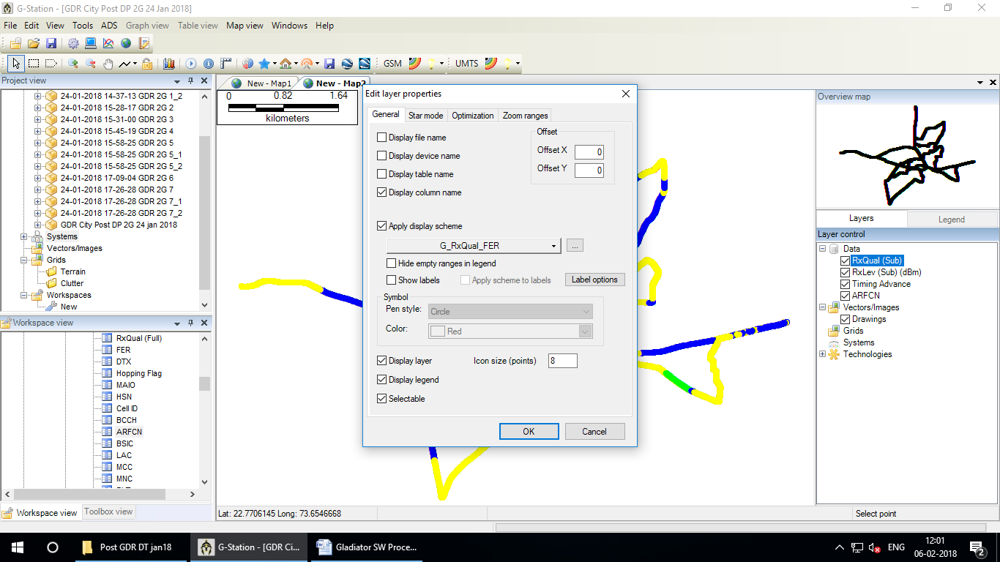 G-Station - [GDR City Post DP 2G 24 Jan 2018]
File Edit View Tools ADS Graph view Table view Map view Windows Help
GSM UMTS
Project view
24-01-2018 14-37-13 GDR 2G 1_2
24-01-2018 15-28-17 GDR 2G 2
24-01-2018 15-31-00 GDR 2G 3
24-01-2018 15-45-19 GDR 2G 4
24-01-2018 15-58-25 GDR 2G 5
24-01-2018 15-58-25 GDR 2G 5_1
24-01-2018 15-58-25 GDR 2G 5_2
24-01-2018 17-09-04 GDR 2G 6
24-01-2018 17-26-28 GDR 2G 7
24-01-2018 17-26-28 GDR 2G 7_1
24-01-2018 17-26-28 GDR 2G 7_2
GDR City Post DP 2G 24 jan 2018
Systems
Vectors/Images
Grids
Terrain
Clutter
Workspaces
New
Workspace view
RxQual (Full)
FER
DTX
Hopping Flag
MAIO
HSN
Cell ID
BCCH
ARFCN
BSIC
LAC
MCC
MNC
Workspace view Toolbox view
New - Map1 New - Map2
0 0.82 1.64
kilometers
Edit layer properties
General Star mode Optimization Zoom ranges
Display file name
Display device name
Display table name
Display column name
Offset
Offset X 0
Offset Y 0
Apply display scheme
G_RxQual_FER ...
Hide empty ranges in legend
Show labels Apply scheme to labels Label options
Symbol
Pen style: Circle
Color: Red
Display layer Icon size (points) 8
Display legend
Selectable
OK Cancel
Overview map
Layers Legend
Layer control
Data
RxQual (Sub)
RxLev (Sub) (dBm)
Timing Advance
ARFCN
Vectors/Images
Drawings
Grids
Systems
Technologies
Lat: 22.7706145 Long: 73.6546668
Select point
Post GDR DT jan18
G-Station - [GDR Ci...
Gladiator SW Proce...
ENG
12:01
06-02-2018
2